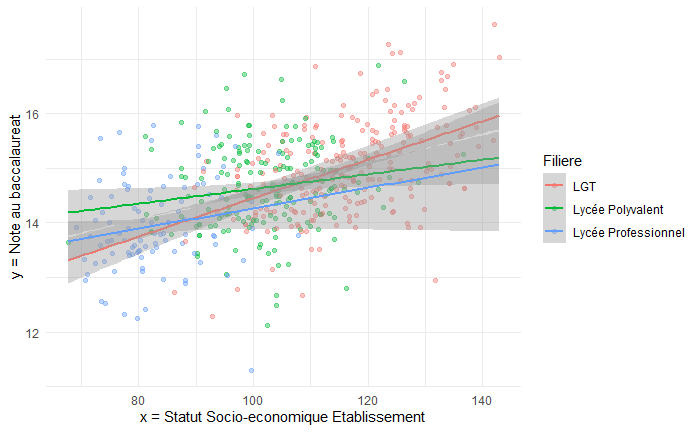 y = Note au baccalaureat
16
14
12
80
100
120
140
x = Statut Socio-economique Etablissement
Filiere
LGT
Lycée Polyvalent
Lycée Professionnel